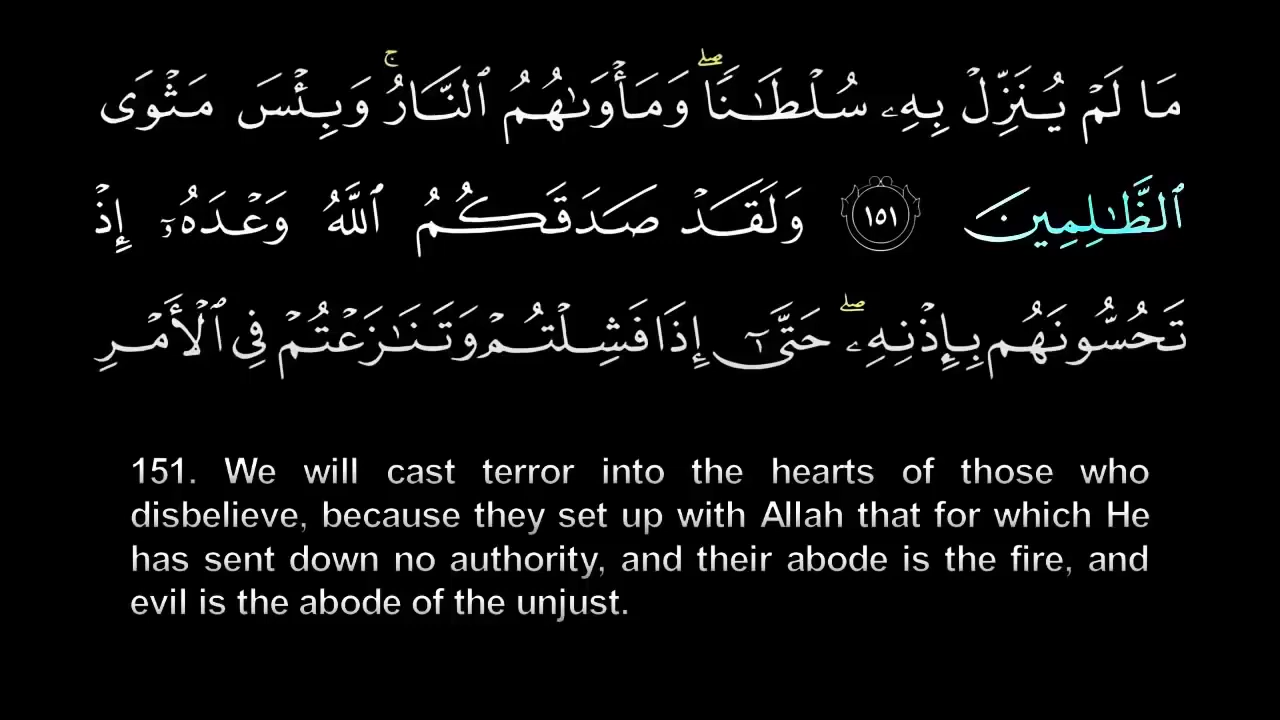 مَا لَمْ يُنَزِّلْ بِهِۦ سُلْطَـٰنًا ۖ وَمَأْوَىٰهُمُ ٱلنَّارُ ۚ وَبِئْسَ مَثْوَى
ٱلظَّـٰلِمِينَ ١٥١ وَلَقَدْ صَدَقَكُمُ ٱللَّهُ وَعْدَهُۥٓ إِذْ
تَحُسُّونَهُم بِإِذْنِهِۦ ۖ حَتَّىٰٓ إِذَا فَشِلْتُمْ وَتَنَـٰزَعْتُمْ فِى ٱلْأَمْرِ
151. We will cast terror into the hearts of those who
disbelieve, because they set up with Allah that for which He
has sent down no authority, and their abode is the fire, and
evil is the abode of the unjust.